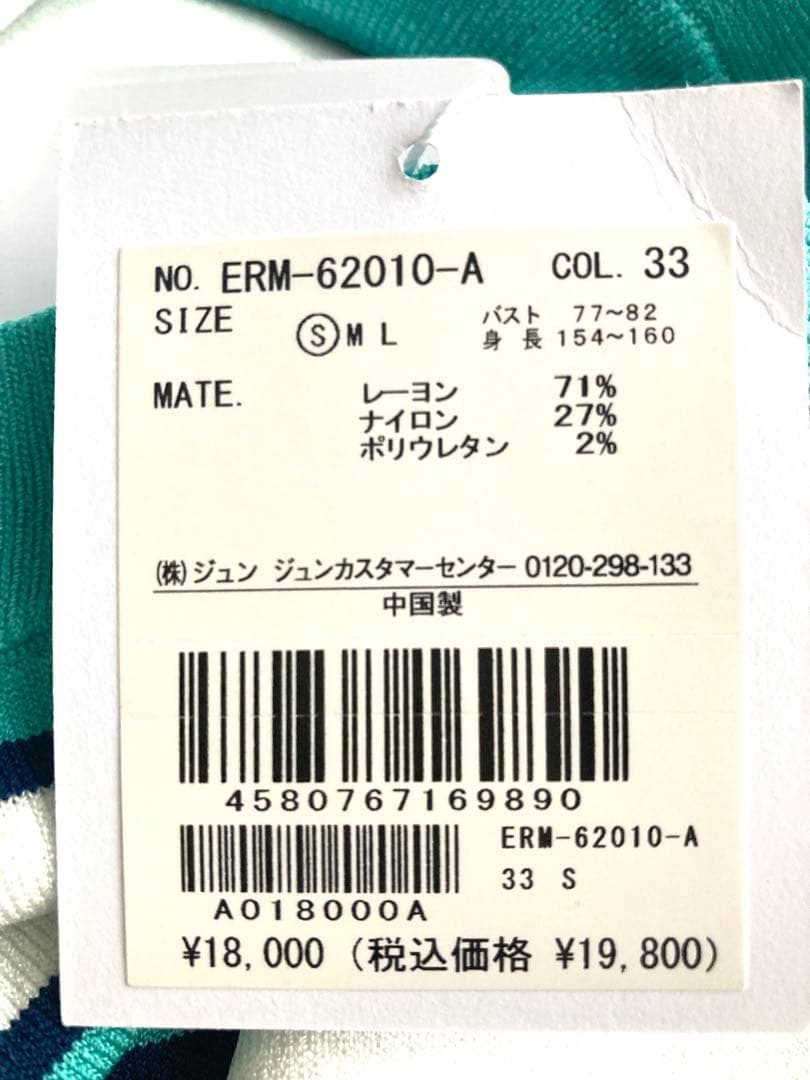 NO. ERM-62010-A COL. 33
SIZE Ⓢ M L バスト 77～82
身長 154～160
MATE. レーヨン 71%
ナイロン 27%
ポリウレタン 2%
(株)ジュン ジュンカスタマーセンター 0120-298-133
中国製
4580767169890
ERM-62010-A
33 S
A018000A
¥18,000 (税込価格 ¥19,800)